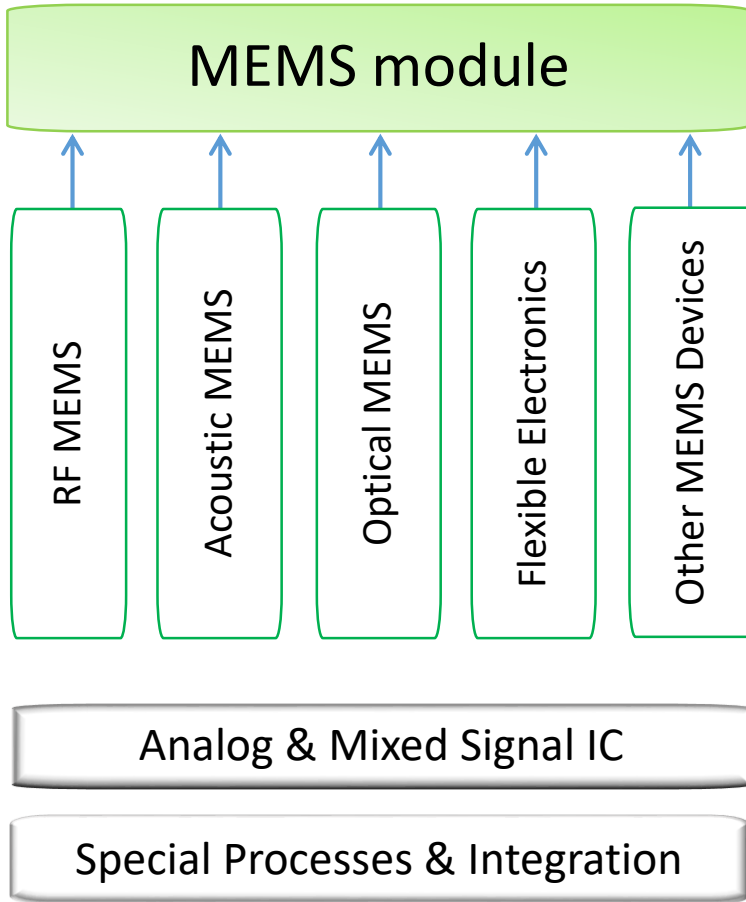 MEMS module
RF MEMS
Acoustic MEMS
Optical MEMS
Flexible Electronics
Other MEMS Devices
Analog & Mixed Signal IC
Special Processes & Integration